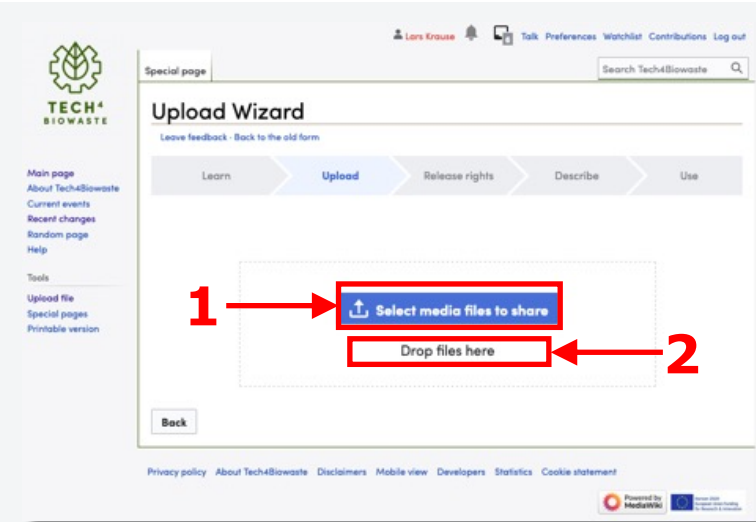 Lars Krause Talk Preferences Watchlist Contributions Log out
Special page
Search Tech4Biowaste
TECH⁴
BIOWASTE
Upload Wizard
Leave feedback · Back to the old form
Main page
About Tech4Biowaste
Current events
Recent changes
Random page
Help
Tools
Upload file
Special pages
Printable version
Learn Upload Release rights Describe Use
1
Select media files to share
Drop files here
2
Back
Privacy policy About Tech4Biowaste Disclaimers Mobile view Developers Statistics Cookie statement
Powered by
MediaWiki